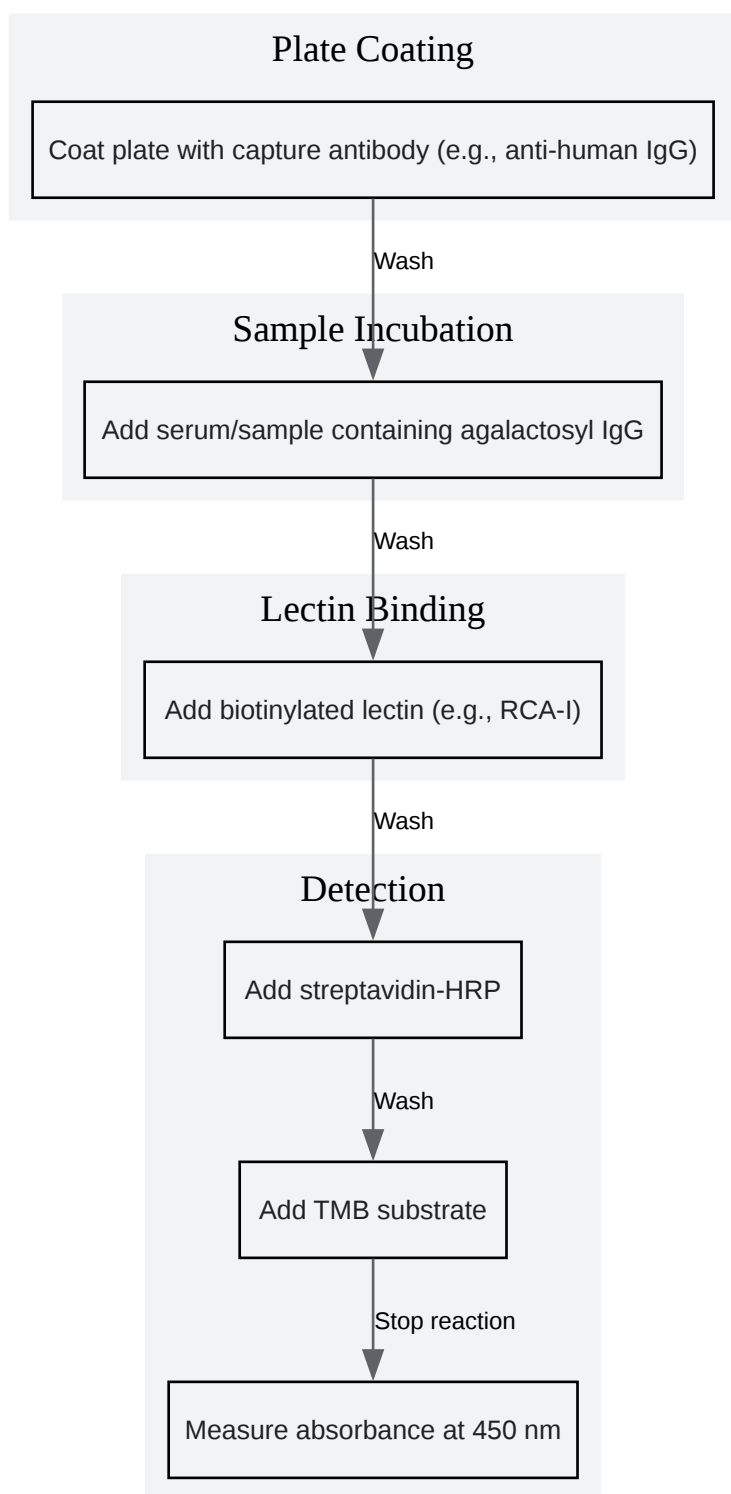 Plate Coating
Coat plate with capture antibody (e.g., anti-human IgG)
Wash
Sample Incubation
Add serum/sample containing agalactosyl IgG
Wash
Lectin Binding
Add biotinylated lectin (e.g., RCA-I)
Wash
Detection
Add streptavidin-HRP
Wash
Add TMB substrate
Stop reaction
Measure absorbance at 450 nm